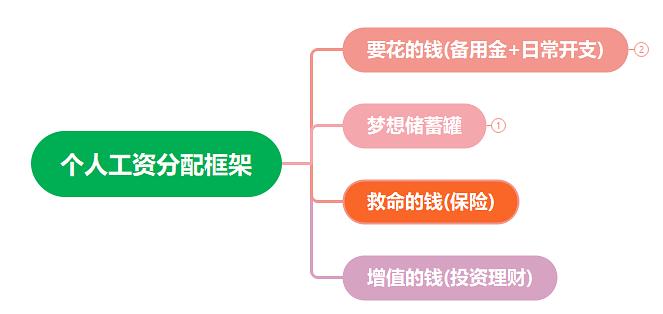 个人工资分配框架
要花的钱(备用金+日常开支)
2
梦想储蓄罐
1
救命的钱(保险)
增值的钱(投资理财)